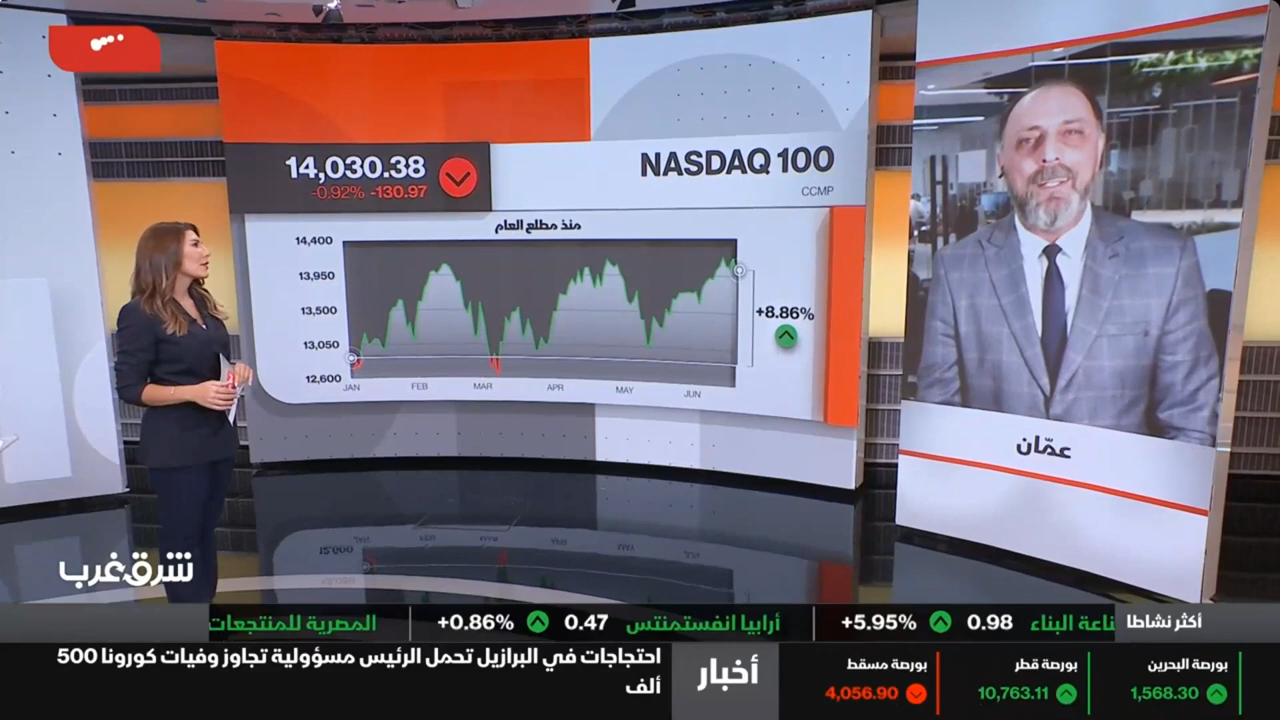 14,030.38
-0.92% -130.97
NASDAQ 100
CCMP
منذ مطلع العام
14,400
13,950
13,500
13,050
12,600
JAN
FEB
MAR
APR
MAY
JUN
+8.86%
عمّان
شرق غرب
أكثر نشاطا
ناعة البناء 0.98 +5.95%
أرابيا انفستمنتس 0.47 +0.86%
المصرية للمنتجعات
بورصة البحرين
1,568.30
بورصة قطر
10,763.11
بورصة مسقط
4,056.90
أخبار
احتجاجات في البرازيل تحمل الرئيس مسؤولية تجاوز وفيات كورونا 500
ألف